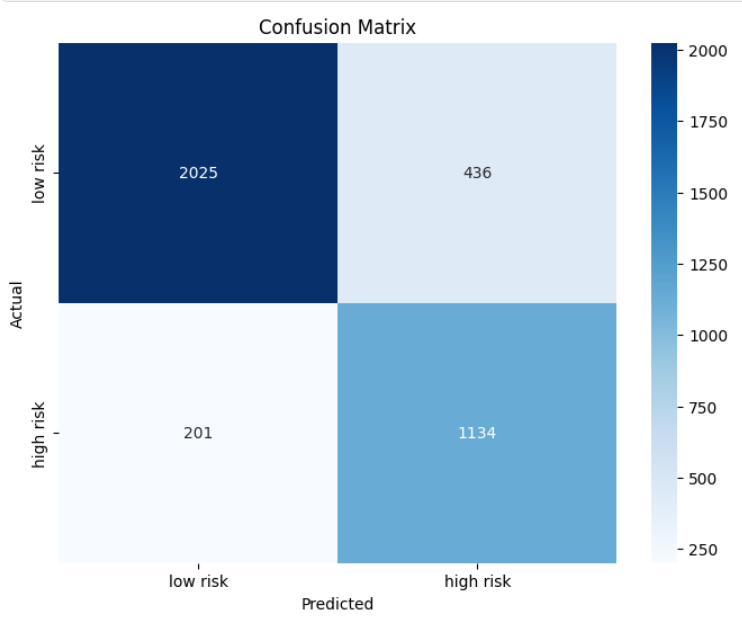 Confusion Matrix
low risk
2025
436
Actual
high risk
201
1134
low risk
high risk
Predicted
2000
1750
1500
1250
1000
750
500
250